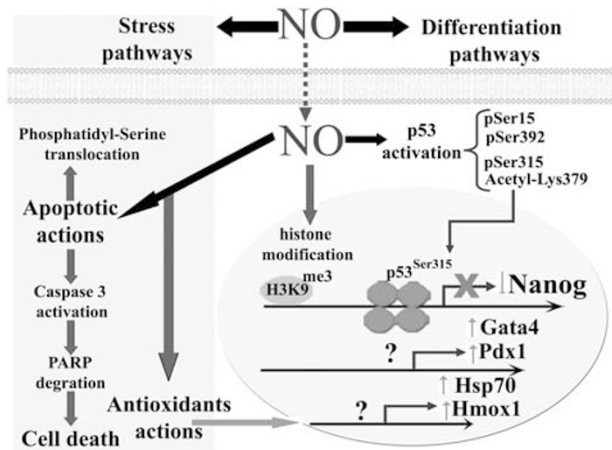 Stress
pathways
NO
Differentiation
pathways
Phosphatidyl-Serine
translocation
NO
p53
activation
pSer15
pSer392
pSer315
Acetyl-Lys379
Apoptotic
actions
histone
modification
me3
H3K9
p53Ser315
X
↓Nanog
Caspase 3
activation
↑Gata4
?
↑Pdx1
PARP
degration
↑Hsp70
Antioxidants
actions
?
↑Hmox1
Cell death